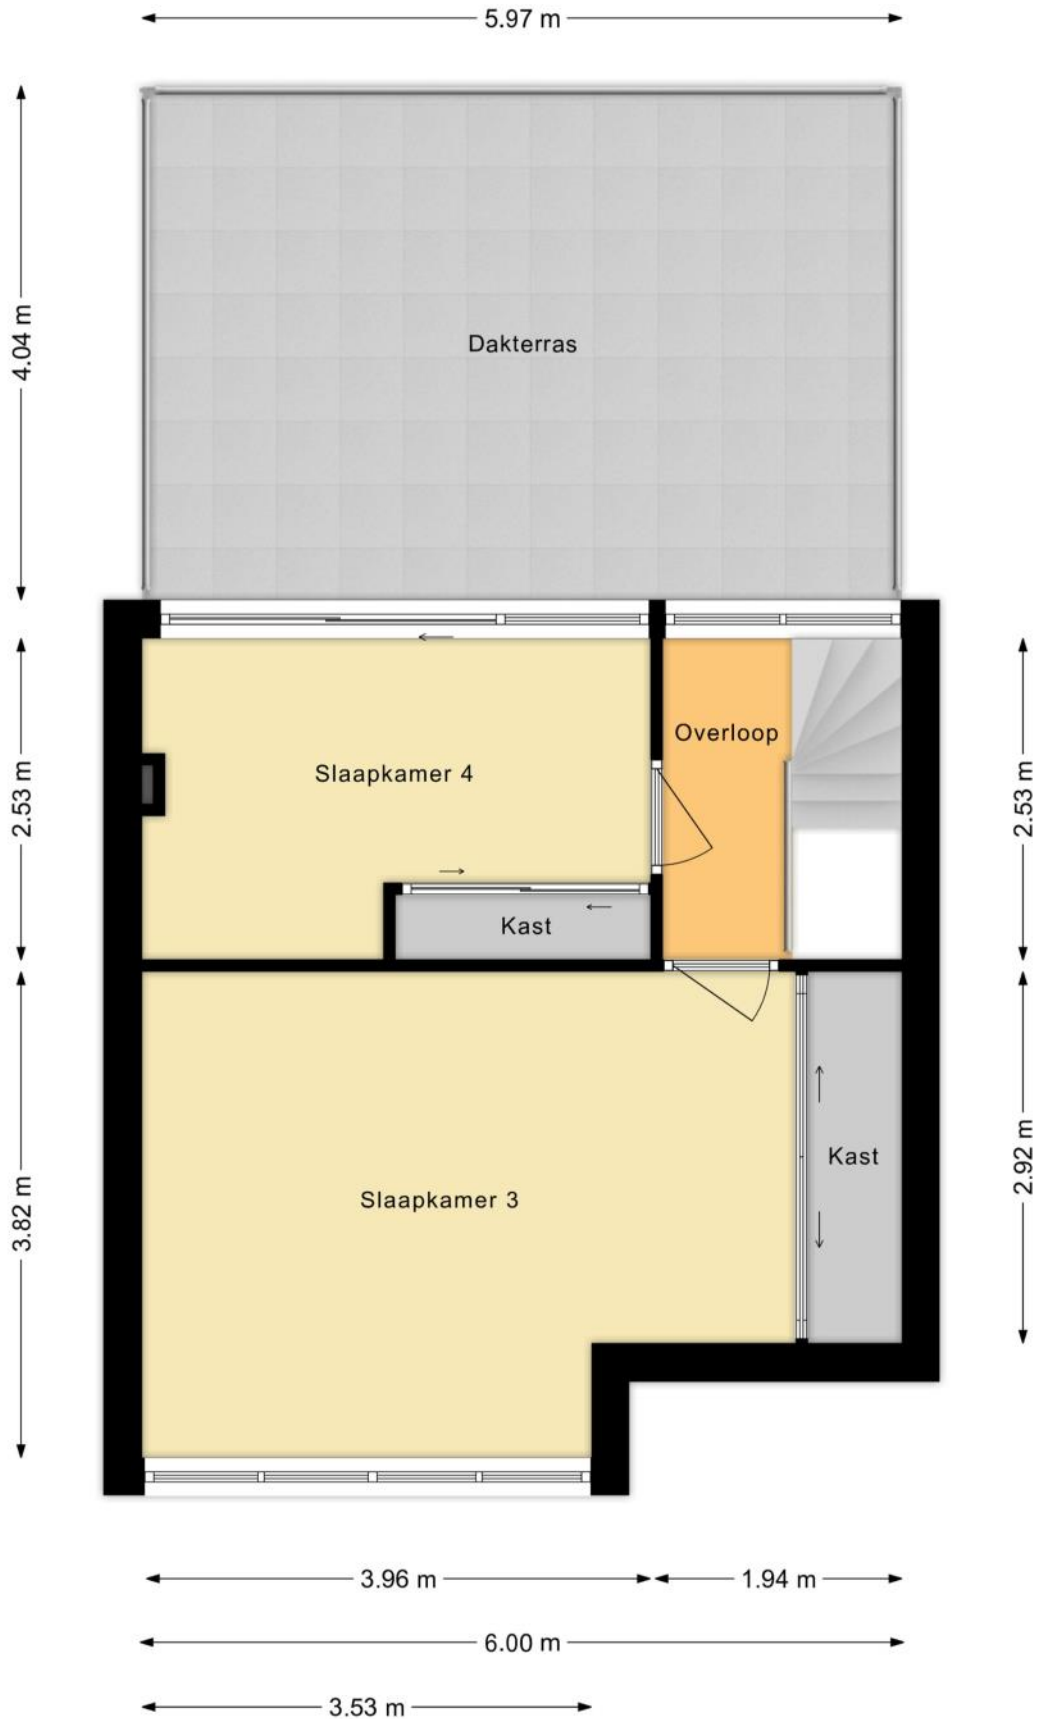 5.97 m
4.04 m
Dakterras
Overloop
Slaapkamer 4
2.53 m
2.53 m
Kast
Kast
2.92 m
Slaapkamer 3
3.82 m
3.96 m
1.94 m
6.00 m
3.53 m